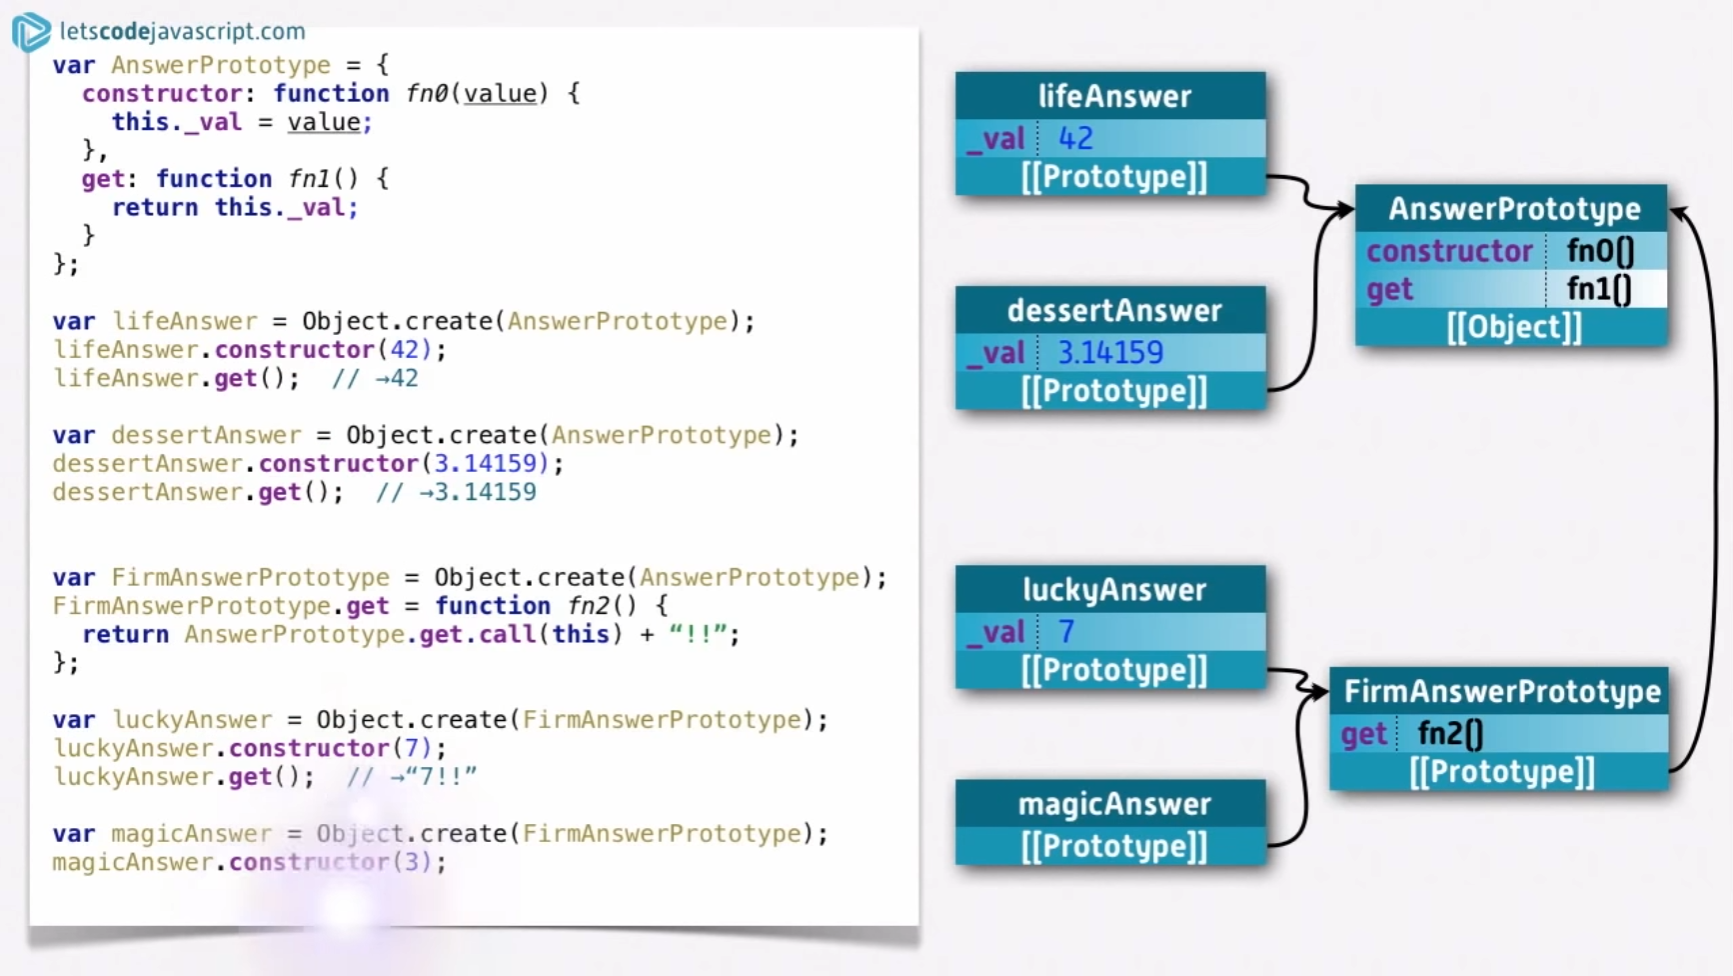 letscodejavascript.com
var AnswerPrototype = {
constructor: function fn0(value) {
this._val = value;
},
get: function fn1() {
return this._val;
}
};
var lifeAnswer = Object.create(AnswerPrototype);
lifeAnswer.constructor(42);
lifeAnswer.get();  // →42
var dessertAnswer = Object.create(AnswerPrototype);
dessertAnswer.constructor(3.14159);
dessertAnswer.get();  // →3.14159
var FirmAnswerPrototype = Object.create(AnswerPrototype);
FirmAnswerPrototype.get = function fn2() {
return AnswerPrototype.get.call(this) + “!!”;
};
var luckyAnswer = Object.create(FirmAnswerPrototype);
luckyAnswer.constructor(7);
luckyAnswer.get();  // →“7!!”
var magicAnswer = Object.create(FirmAnswerPrototype);
magicAnswer.constructor(3);
lifeAnswer
_val 42
[[Prototype]]
dessertAnswer
_val 3.14159
[[Prototype]]
AnswerPrototype
constructor fn0()
get fn1()
[[Object]]
luckyAnswer
_val 7
[[Prototype]]
magicAnswer
[[Prototype]]
FirmAnswerPrototype
get fn2()
[[Prototype]]